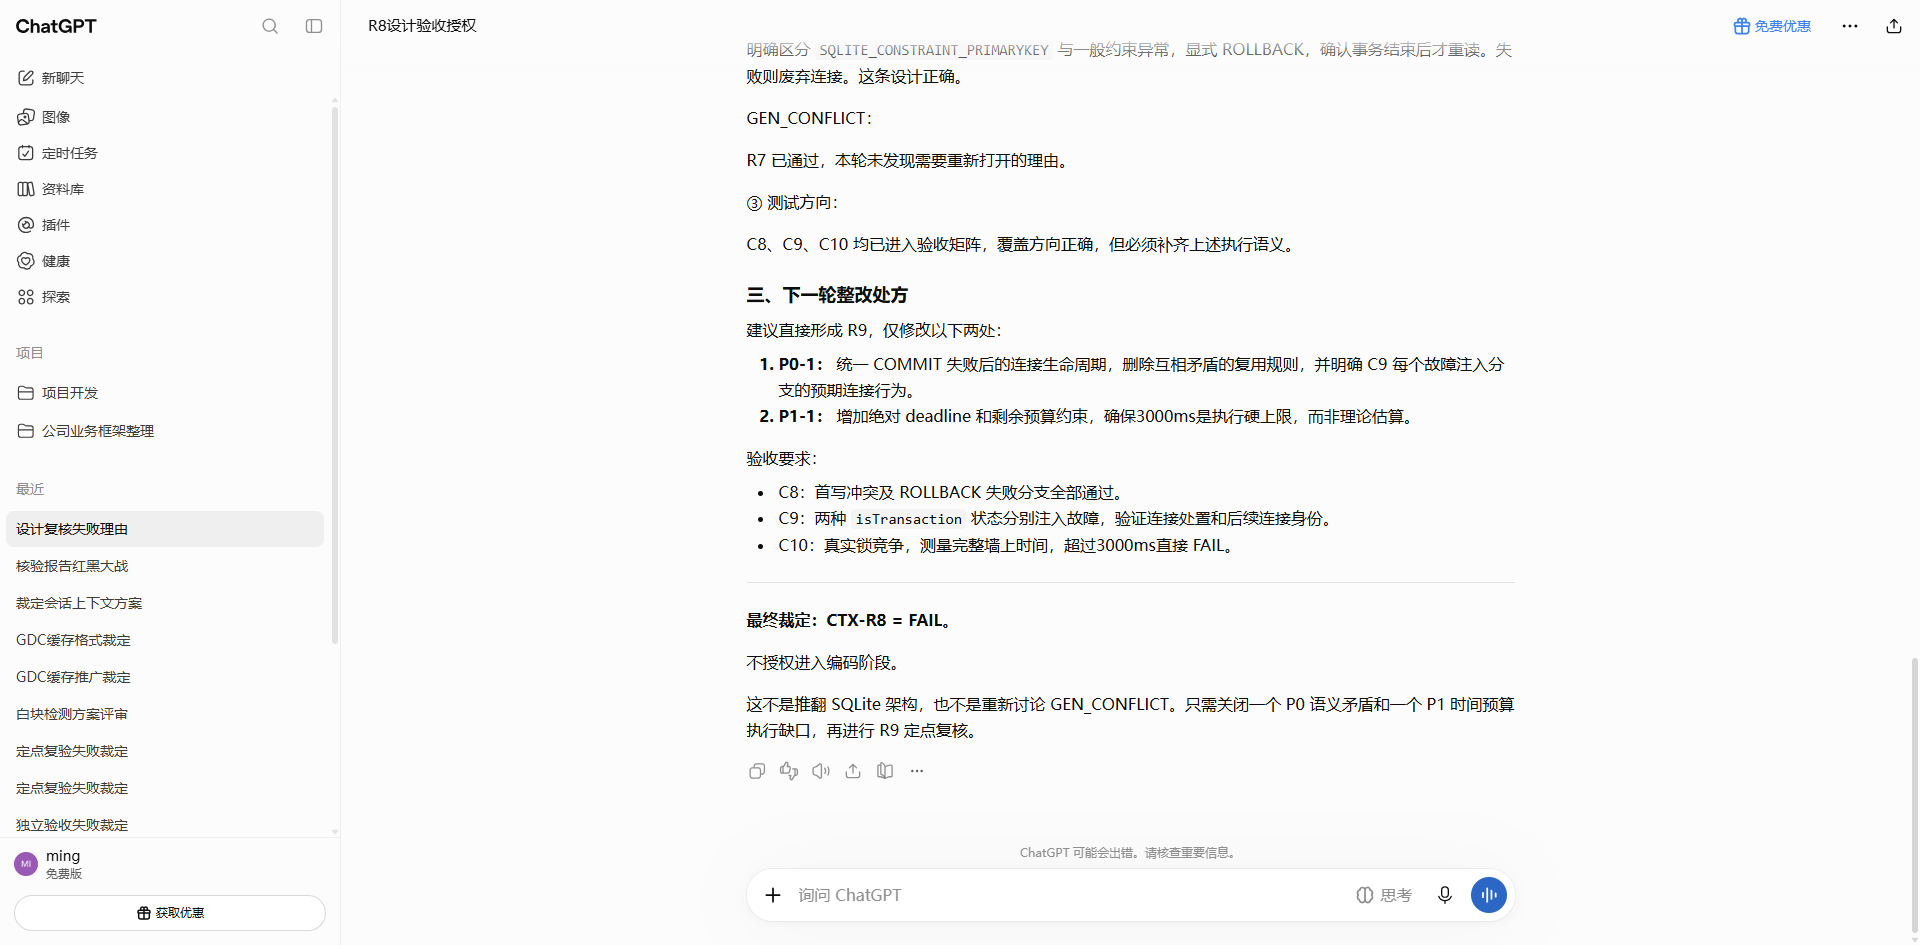 ChatGPT
新聊天
图像
定时任务
资料库
插件
健康
探索
项目
项目开发
公司业务框架整理
最近
设计复核失败理由
核验报告红黑大战
裁定会话上下文方案
GDC缓存格式裁定
GDC缓存推广裁定
白块检测方案评审
定点复验失败裁定
定点复验失败裁定
独立验收失败裁定
MI
ming
免费版
获取优惠
R8设计验收授权
免费优惠
明确区分 SQLITE_CONSTRAINT_PRIMARYKEY 与一般约束异常，显式 ROLLBACK，确认事务结束后才重读。失
败则废弃连接。这条设计正确。
GEN_CONFLICT：
R7 已通过，本轮未发现需要重新打开的理由。
③ 测试方向：
C8、C9、C10 均已进入验收矩阵，覆盖方向正确，但必须补齐上述执行语义。
三、下一轮整改处方
建议直接形成 R9，仅修改以下两处：
1. P0-1： 统一 COMMIT 失败后的连接生命周期，删除互相矛盾的复用规则，并明确 C9 每个故障注入分
支的预期连接行为。
2. P1-1： 增加绝对 deadline 和剩余预算约束，确保3000ms是执行硬上限，而非理论估算。
验收要求：
• C8：首写冲突及 ROLLBACK 失败分支全部通过。
• C9：两种 isTransaction 状态分别注入故障，验证连接处置和后续连接身份。
• C10：真实锁竞争，测量完整墙上时间，超过3000ms直接 FAIL。
最终裁定：CTX-R8 = FAIL。
不授权进入编码阶段。
这不是推翻 SQLite 架构，也不是重新讨论 GEN_CONFLICT。只需关闭一个 P0 语义矛盾和一个 P1 时间预算
执行缺口，再进行 R9 定点复核。
ChatGPT 可能会出错。请核查重要信息。
询问 ChatGPT
思考